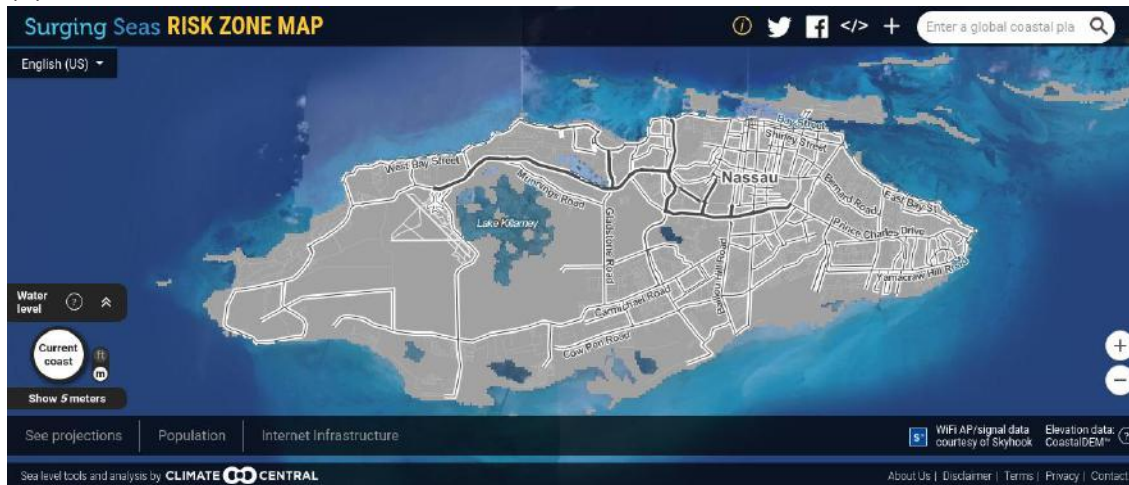 Surging Seas RISK ZONE MAP
</>
Enter a global coastal pla
English (US)
Bay Street
Shirley Street
West Bay Street
Nassau
Munnings Road
Bernard Road
East Bay St.
Lake Killarney
Gladstone Road
Prince Charles Drive
Yamacraw Hill Road
Baillou Hill Road
Carmichael Road
Cow Pen Road
Water level ?
Current coast
ft
m
Show 5 meters
+
−
See projections
Population
Internet Infrastructure
S
WiFi AP/signal data
courtesy of Skyhook
Elevation data:
CoastalDEM™ ?
Sea level tools and analysis by CLIMATE CENTRAL
About Us | Disclaimer | Terms | Privacy | Contact